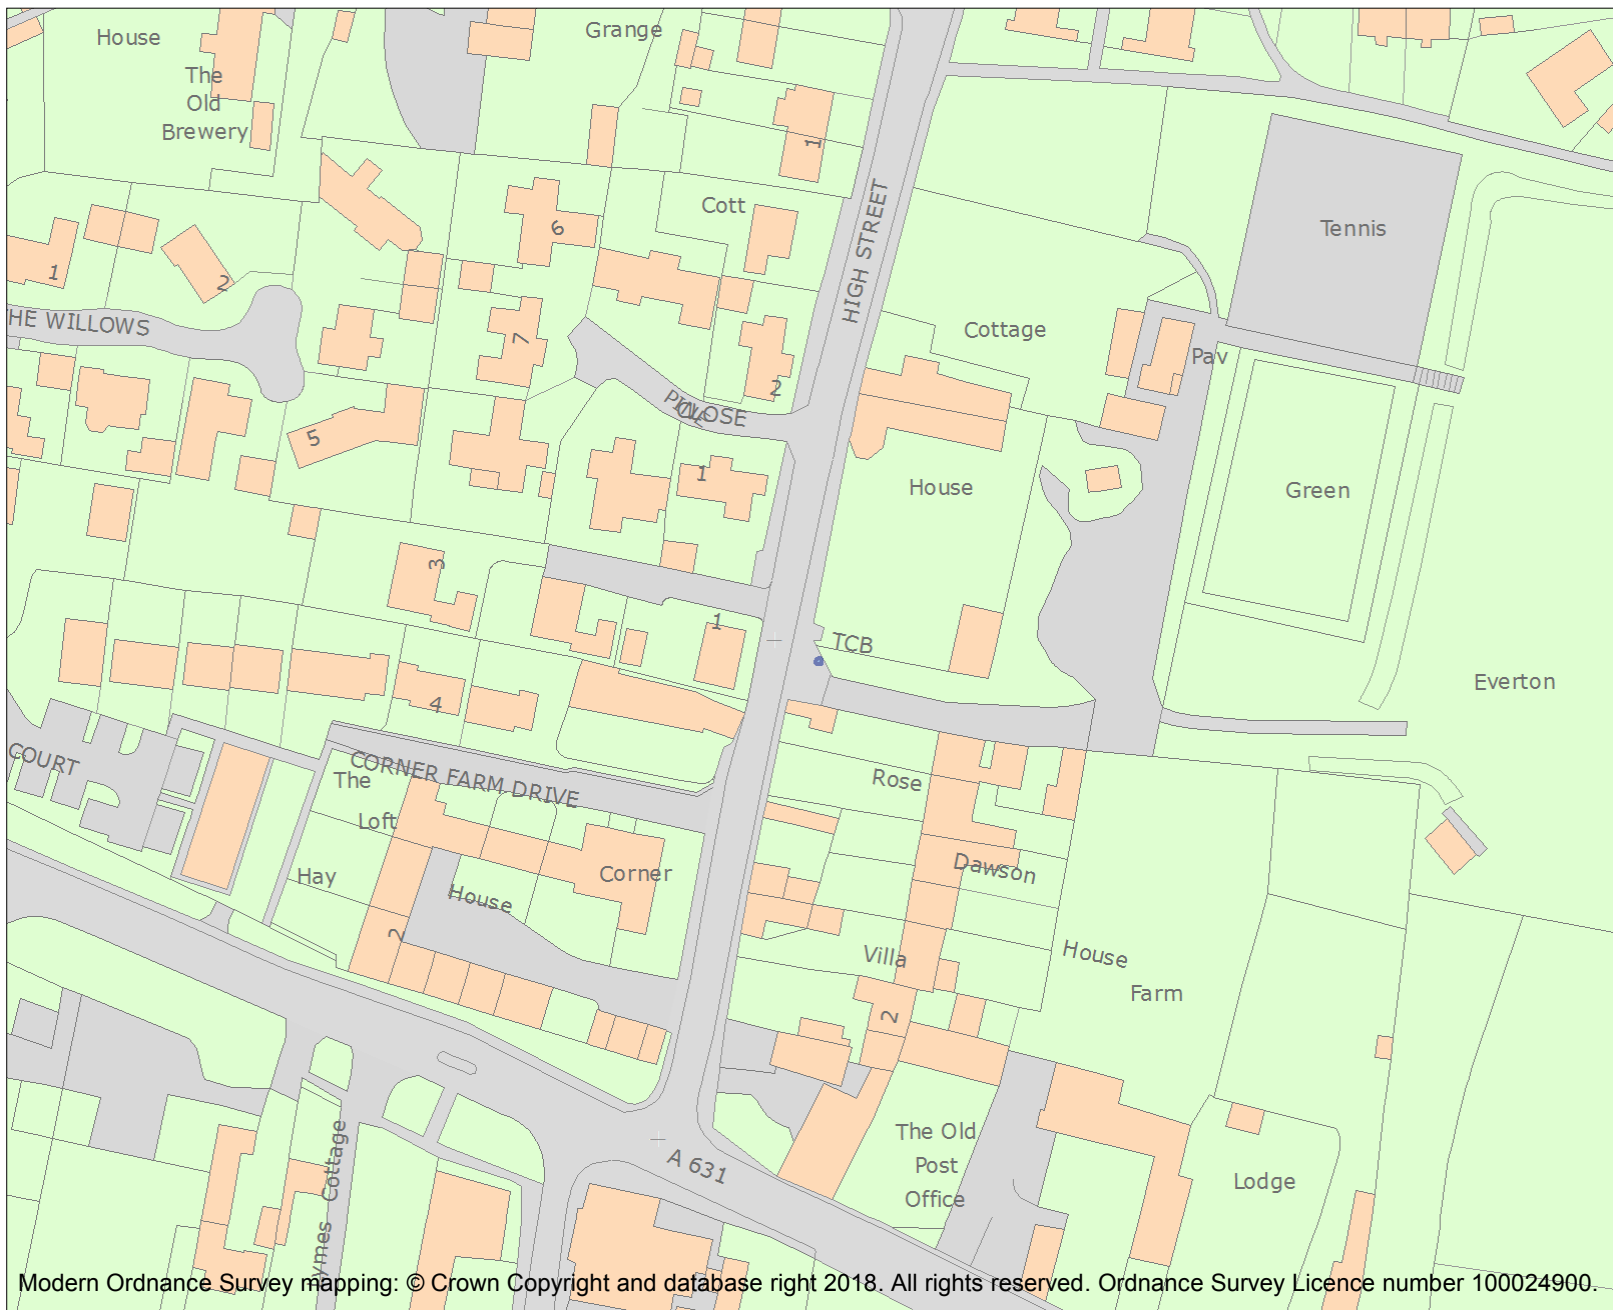 House
Grange
The
Old
Brewery
1
Cott
HIGH STREET
Tennis
6
1
2
HE WILLOWS
7
Cottage
Pav
2
PINE
CLOSE
5
1
House
Green
3
1
TCB
Everton
4
COURT
CORNER FARM DRIVE
The
Loft
Rose
Hay
House
Corner
Dawson
2
Villa
House
Farm
2
A 631
The Old
Post
Office
Lodge
ymes Cottage
Modern Ordnance Survey mapping: © Crown Copyright and database right 2018. All rights reserved. Ordnance Survey Licence number 100024900.